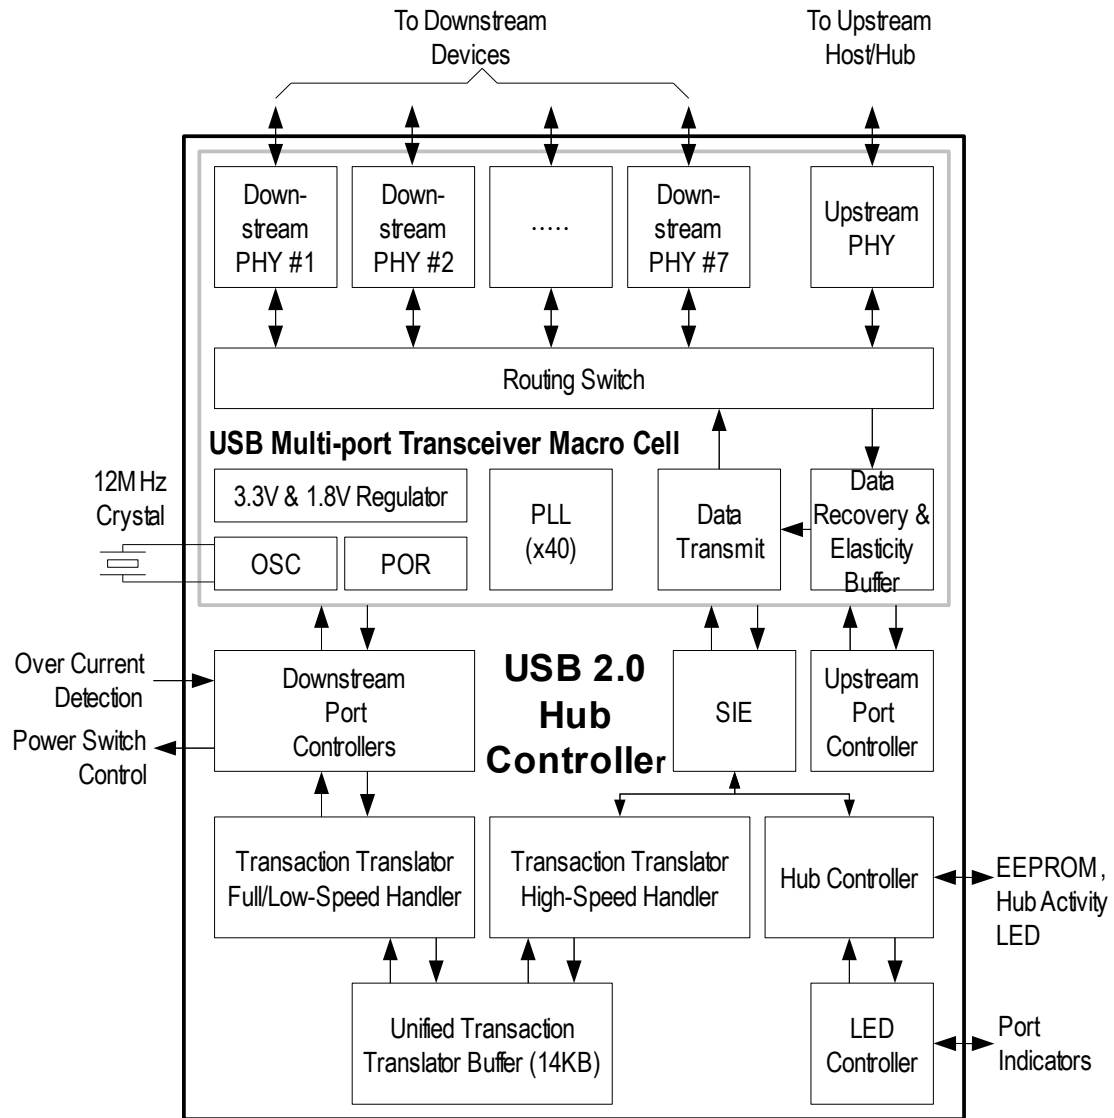 To Downstream
Devices
To Upstream
Host/Hub
Down-
stream
PHY #1
Down-
stream
PHY #2
.....
Down-
stream
PHY #7
Upstream
PHY
Routing Switch
USB Multi-port Transceiver Macro Cell
12MHz
Crystal
3.3V & 1.8V Regulator
OSC
POR
PLL
(x40)
Data
Transmit
Data
Recovery &
Elasticity
Buffer
Over Current
Detection
Power Switch
Control
Downstream
Port
Controllers
USB 2.0
Hub
Controller
SIE
Upstream
Port
Controller
Transaction Translator
Full/Low-Speed Handler
Transaction Translator
High-Speed Handler
Hub Controller
EEPROM,
Hub Activity
LED
Unified Transaction
Translator Buffer (14KB)
LED
Controller
Port
Indicators